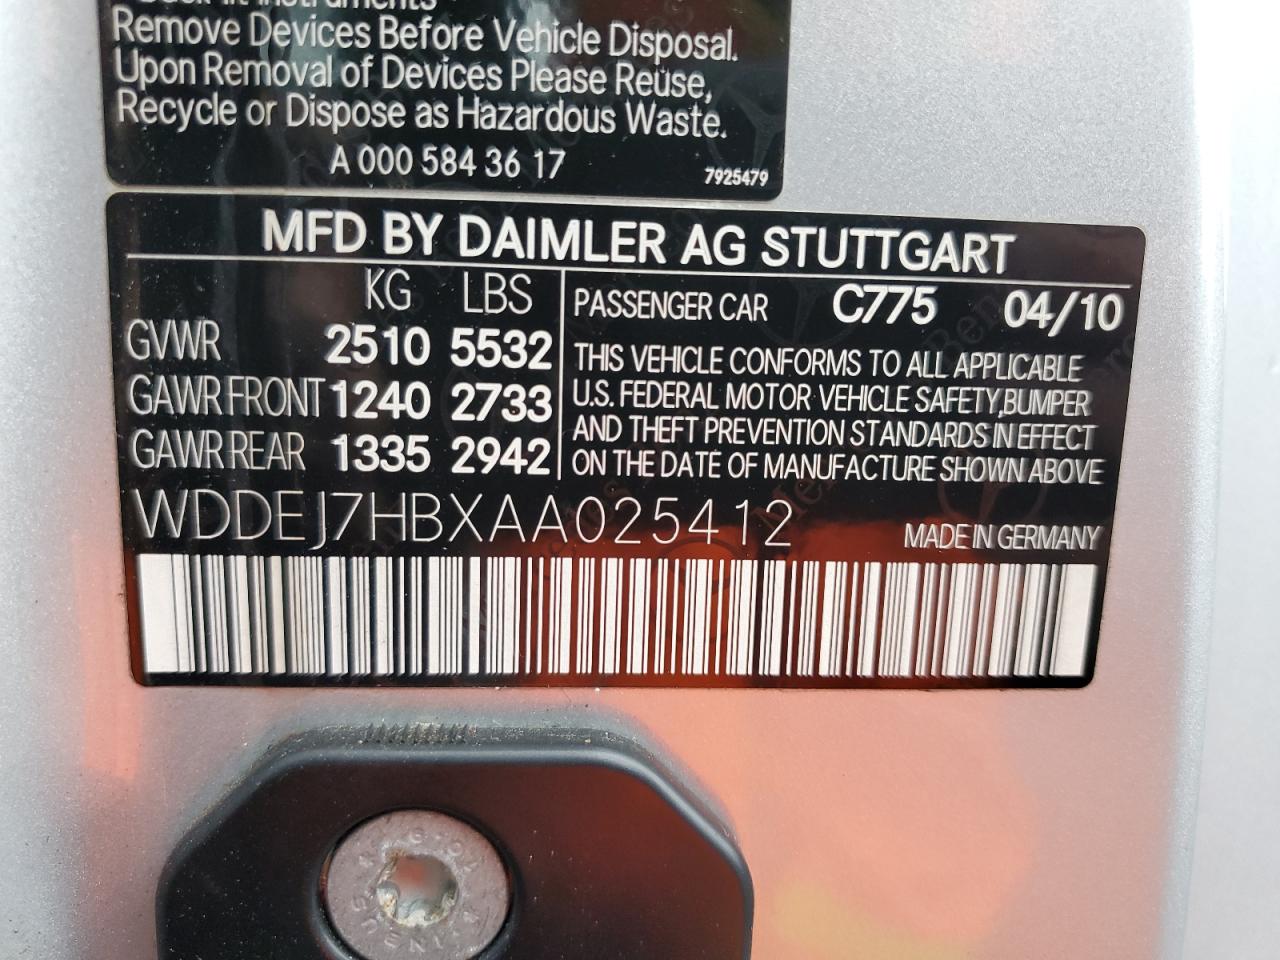 Instruments
Remove Devices Before Vehicle Disposal.
Upon Removal of Devices Please Reuse,
Recycle or Dispose as Hazardous Waste.
A 000 584 36 17
7925479
MFD BY DAIMLER AG STUTTGART
KG LBS
GVWR 2510 5532
GAWR FRONT 1240 2733
GAWR REAR 1335 2942
PASSENGER CAR C775 04/10
THIS VEHICLE CONFORMS TO ALL APPLICABLE
U.S. FEDERAL MOTOR VEHICLE SAFETY,BUMPER
AND THEFT PREVENTION STANDARDS IN EFFECT
ON THE DATE OF MANUFACTURE SHOWN ABOVE
WDDEJ7HBXAA025412
MADE IN GERMANY